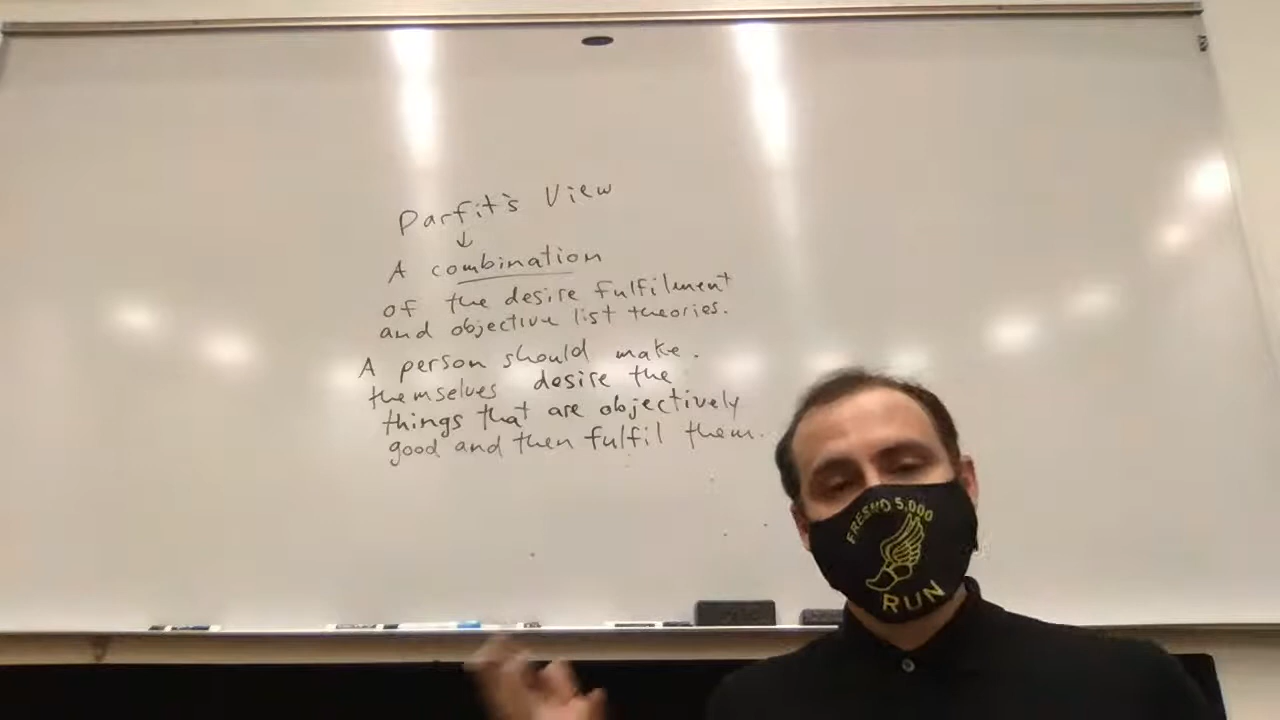 Parfit's View
↓
A combination
of the desire fulfilment
and objective list theories.
A person should make
themselves desire the
things that are objectively
good and then fulfil them.
FRESNO 5,000
RUN